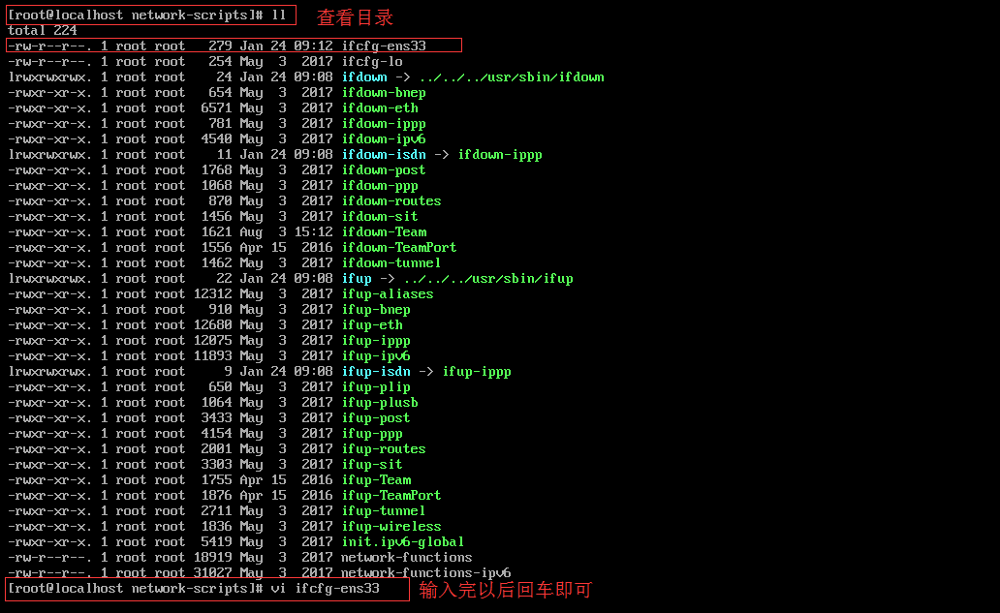 [root@localhost network-scripts]# ll 查看目录
total 224
-rw-r--r--. 1 root root   279 Jan 24 09:12 ifcfg-ens33
-rw-r--r--. 1 root root   254 May  3  2017 ifcfg-lo
lrwxrwxrwx. 1 root root    24 Jan 24 09:08 ifdown -> ../../../usr/sbin/ifdown
-rwxr-xr-x. 1 root root   654 May  3  2017 ifdown-bnep
-rwxr-xr-x. 1 root root  6571 May  3  2017 ifdown-eth
-rwxr-xr-x. 1 root root   781 May  3  2017 ifdown-ippp
-rwxr-xr-x. 1 root root  4540 May  3  2017 ifdown-ipv6
lrwxrwxrwx. 1 root root    11 Jan 24 09:08 ifdown-isdn -> ifdown-ippp
-rwxr-xr-x. 1 root root  1768 May  3  2017 ifdown-post
-rwxr-xr-x. 1 root root  1068 May  3  2017 ifdown-ppp
-rwxr-xr-x. 1 root root   870 May  3  2017 ifdown-routes
-rwxr-xr-x. 1 root root  1456 May  3  2017 ifdown-sit
-rwxr-xr-x. 1 root root  1621 Aug  3 15:12 ifdown-Team
-rwxr-xr-x. 1 root root  1556 Apr 15  2016 ifdown-TeamPort
-rwxr-xr-x. 1 root root  1462 May  3  2017 ifdown-tunnel
lrwxrwxrwx. 1 root root    22 Jan 24 09:08 ifup -> ../../../usr/sbin/ifup
-rwxr-xr-x. 1 root root 12312 May  3  2017 ifup-aliases
-rwxr-xr-x. 1 root root   910 May  3  2017 ifup-bnep
-rwxr-xr-x. 1 root root 12680 May  3  2017 ifup-eth
-rwxr-xr-x. 1 root root 12075 May  3  2017 ifup-ippp
-rwxr-xr-x. 1 root root 11893 May  3  2017 ifup-ipv6
lrwxrwxrwx. 1 root root     9 Jan 24 09:08 ifup-isdn -> ifup-ippp
-rwxr-xr-x. 1 root root   650 May  3  2017 ifup-plip
-rwxr-xr-x. 1 root root  1064 May  3  2017 ifup-plusb
-rwxr-xr-x. 1 root root  3433 May  3  2017 ifup-post
-rwxr-xr-x. 1 root root  4154 May  3  2017 ifup-ppp
-rwxr-xr-x. 1 root root  2001 May  3  2017 ifup-routes
-rwxr-xr-x. 1 root root  3303 May  3  2017 ifup-sit
-rwxr-xr-x. 1 root root  1755 Apr 15  2016 ifup-Team
-rwxr-xr-x. 1 root root  1876 Apr 15  2016 ifup-TeamPort
-rwxr-xr-x. 1 root root  2711 May  3  2017 ifup-tunnel
-rwxr-xr-x. 1 root root  1836 May  3  2017 ifup-wireless
-rwxr-xr-x. 1 root root  5419 May  3  2017 init.ipv6-global
-rw-r--r--. 1 root root 18919 May  3  2017 network-functions
-rw-r--r--. 1 root root 31027 May  3  2017 network-functions-ipv6
[root@localhost network-scripts]# vi ifcfg-ens33 输入完以后回车即可